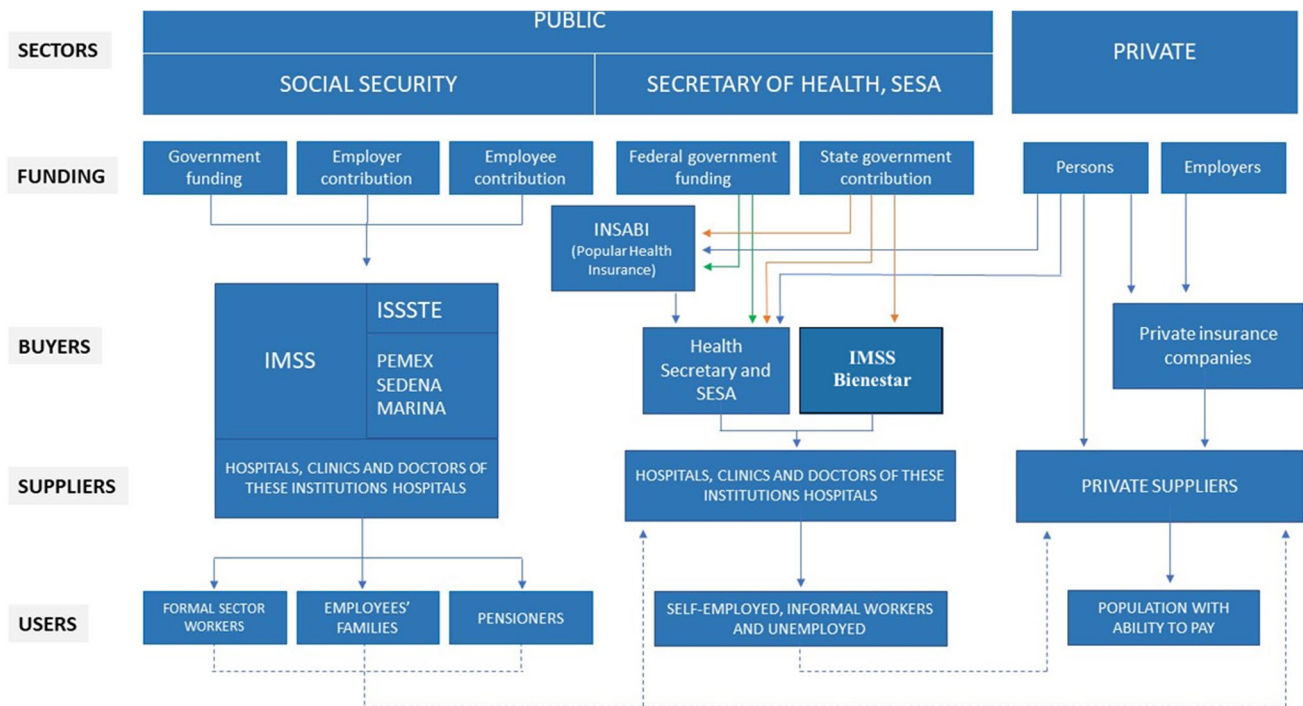 PUBLIC
SECTORS
PRIVATE
SOCIAL SECURITY
SECRETARY OF HEALTH, SESA
FUNDING
Government
funding
Employer
contribution
Employee
contribution
Federal government
funding
State government
contribution
Persons
Employers
INSABI
(Popular Health
Insurance)
BUYERS
IMSS
ISSSTE
PEMEX
SEDENA
MARINA
Health
Secretary and
SESA
IMSS
Bienestar
Private insurance
companies
SUPPLIERS
HOSPITALS, CLINICS AND DOCTORS OF
THESE INSTITUTIONS HOSPITALS
HOSPITALS, CLINICS AND DOCTORS OF THESE
INSTITUTIONS HOSPITALS
PRIVATE SUPPLIERS
USERS
FORMAL SECTOR
WORKERS
EMPLOYEES’
FAMILIES
PENSIONERS
SELF-EMPLOYED, INFORMAL WORKERS
AND UNEMPLOYED
POPULATION WITH
ABILITY TO PAY